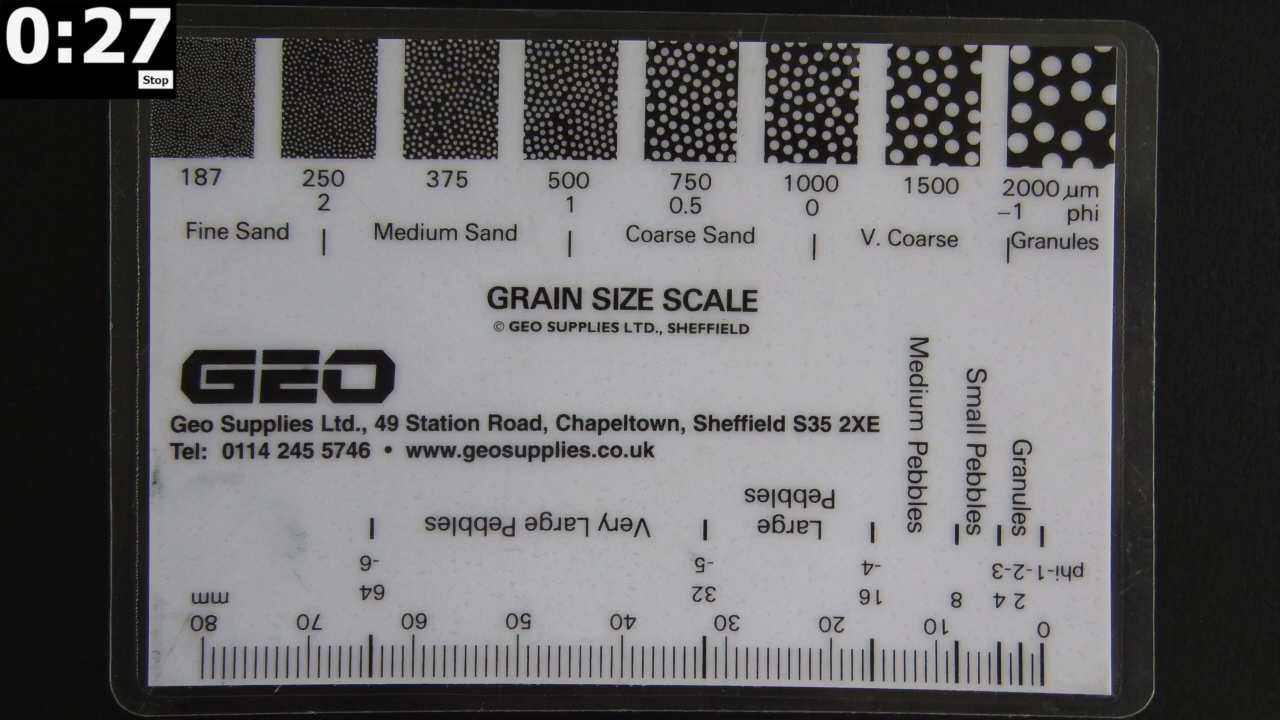 0:27
Stop
187 250 375 500 750 1000 1500 2000 µm
2 1 0.5 0 −1 phi
Fine Sand Medium Sand Coarse Sand V. Coarse Granules
GRAIN SIZE SCALE
© GEO SUPPLIES LTD., SHEFFIELD
GEO
Geo Supplies Ltd., 49 Station Road, Chapeltown, Sheffield S35 2XE
Tel: 0114 245 5746 • www.geosupplies.co.uk
Medium Pebbles
Small Pebbles
Granules
Very Large Pebbles
Large
Pebbles
phi-1-2-3 -4 -5 -6
2 4 8 16 32 64 mm
0 10 20 30 40 50 60 70 80